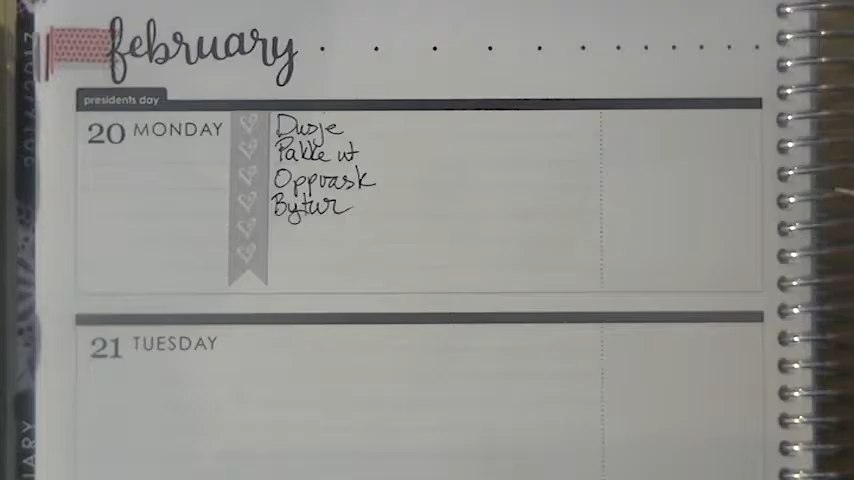 february
presidents day
20 MONDAY
Dusje
Pakke ut
Oppvask
Bytur
21 TUESDAY